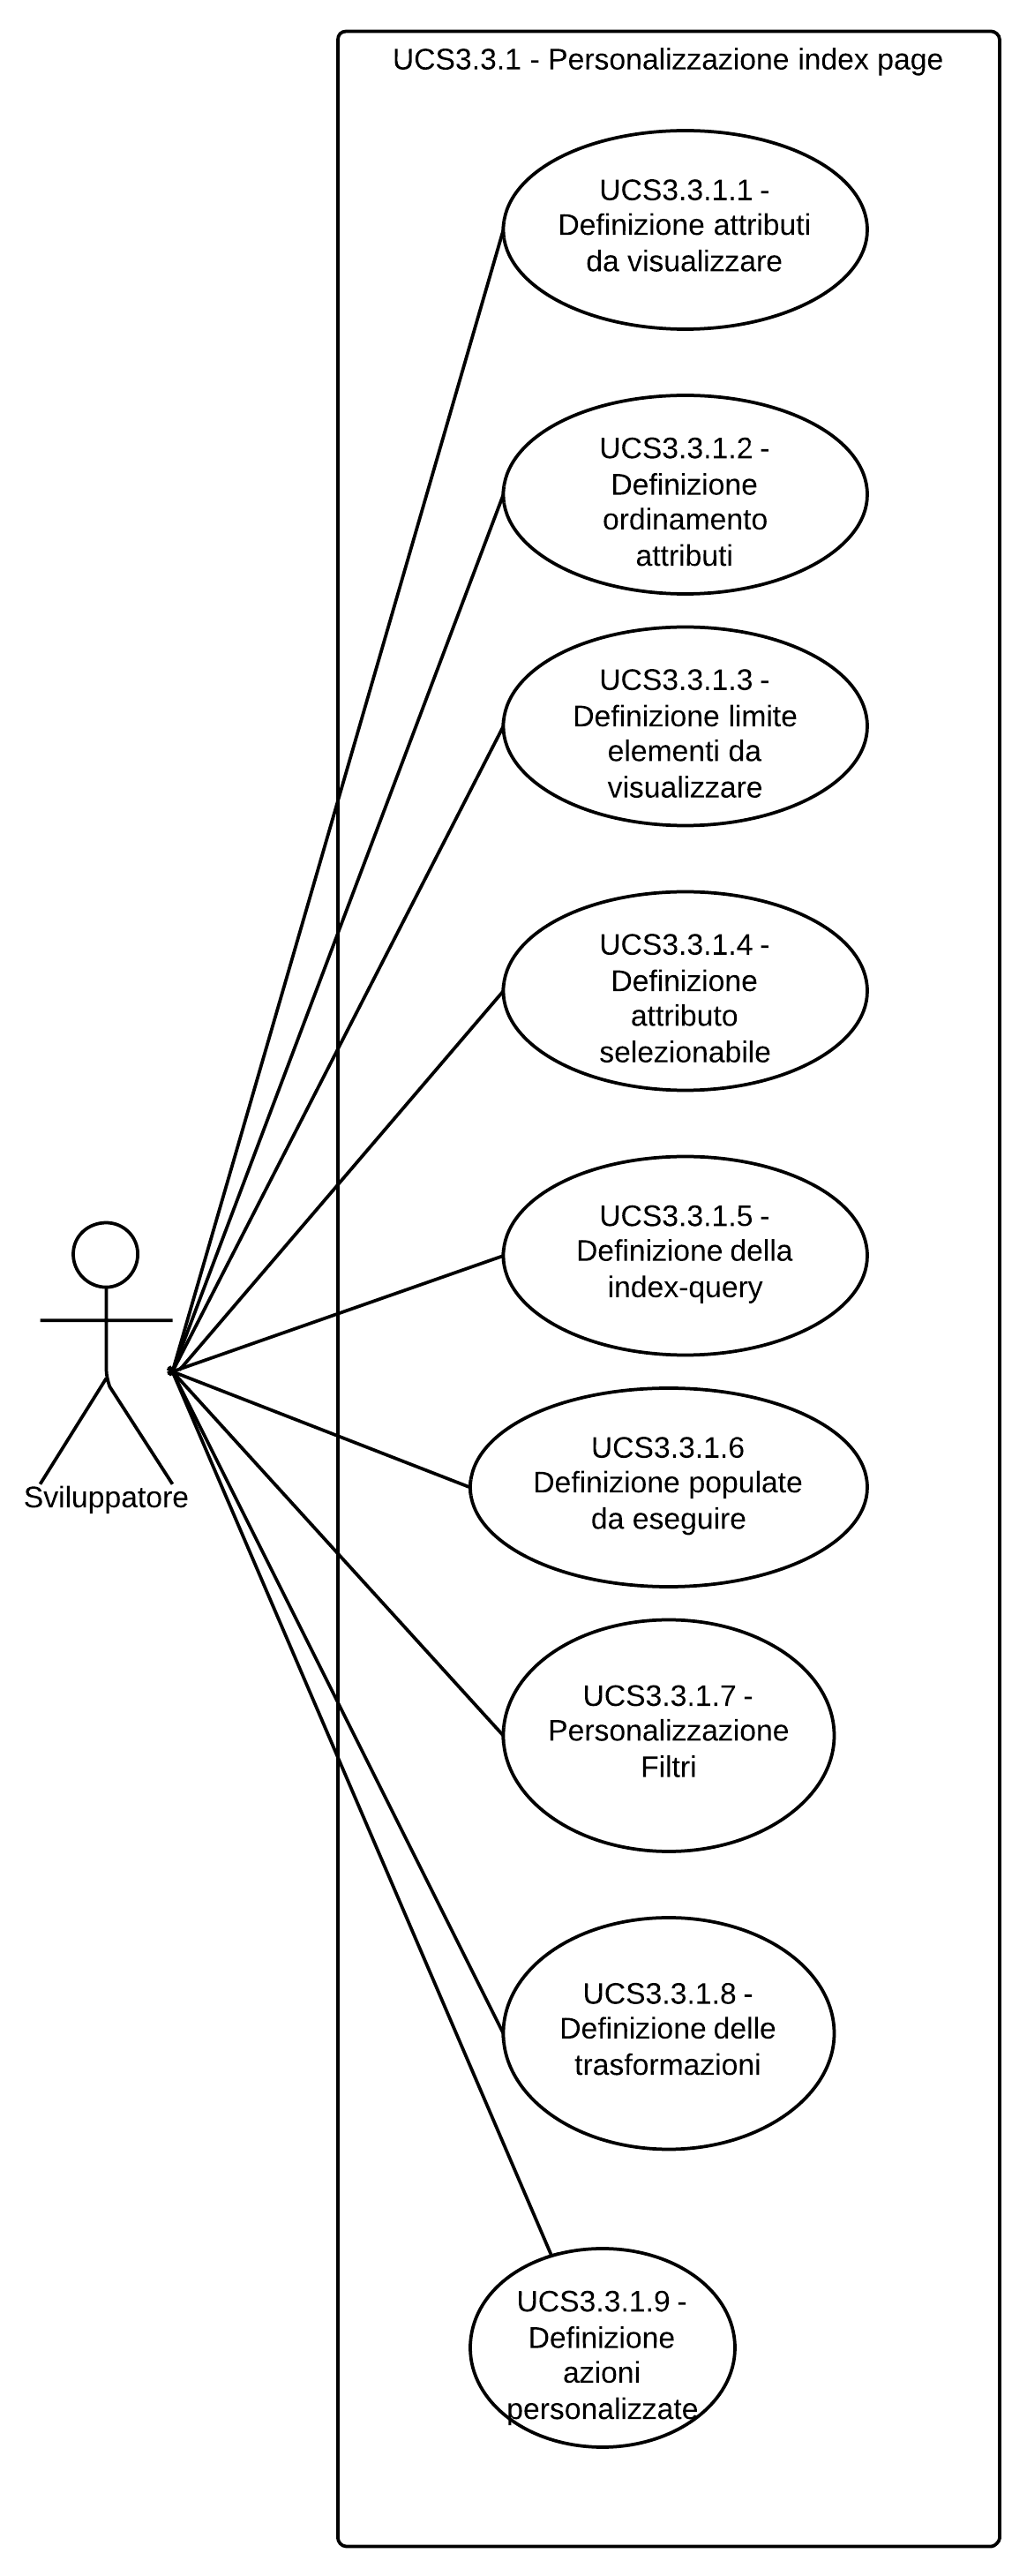 UCS3.3.1 - Personalizzazione index page
UCS3.3.1.1 -
Definizione attributi
da visualizzare
UCS3.3.1.2 -
Definizione
ordinamento
attributi
UCS3.3.1.3 -
Definizione limite
elementi da
visualizzare
UCS3.3.1.4 -
Definizione
attributo
selezionabile
UCS3.3.1.5 -
Definizione della
index-query
Sviluppatore
UCS3.3.1.6
Definizione populate
da eseguire
UCS3.3.1.7 -
Personalizzazione
Filtri
UCS3.3.1.8 -
Definizione delle
trasformazioni
UCS3.3.1.9 -
Definizione
azioni
personalizzate